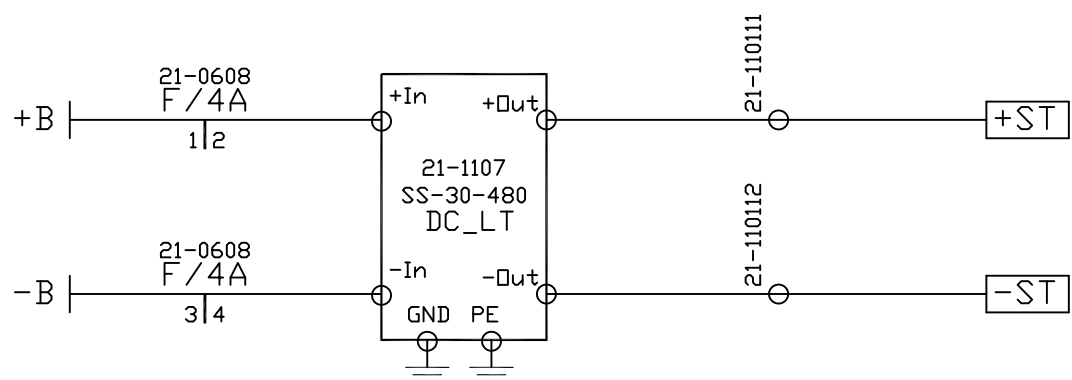 21-110111
21-0608
F/4A
+B
1 2
+In
+Out
+ST
21-1107
SS-30-480
DC_LT
21-110112
21-0608
F/4A
-B
3 4
-In
-Out
-ST
GND PE